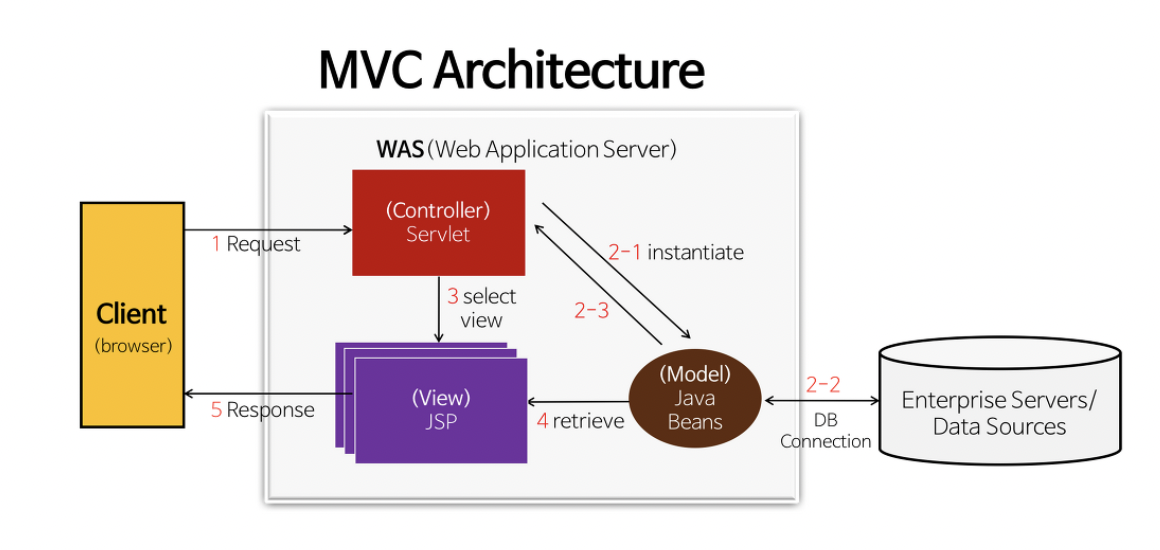 MVC Architecture
WAS(Web Application Server)
(Controller)
Servlet
1 Request
2-1 instantiate
2-3
3 select
view
Client
(browser)
(View)
JSP
5 Response
4 retrieve
(Model)
Java
Beans
2-2
DB
Connection
Enterprise Servers/
Data Sources